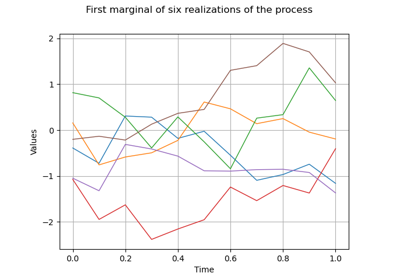 First marginal of six realizations of the process
2
1
0
−1
−2
Values
0.0 0.2 0.4 0.6 0.8 1.0
Time